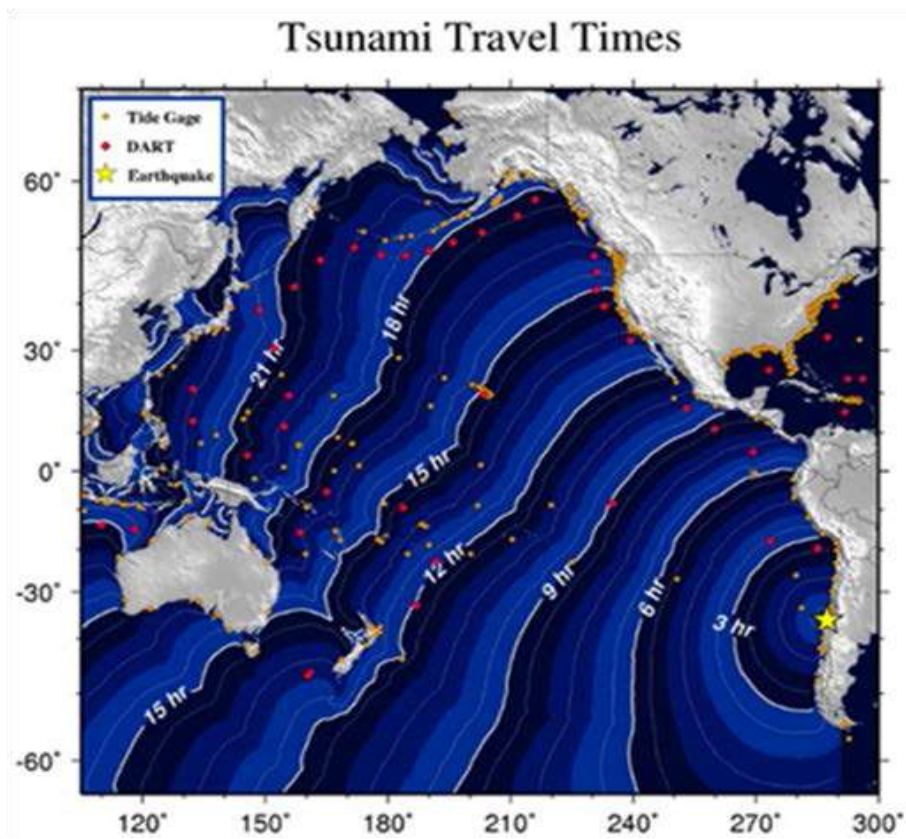 Tsunami Travel Times
Tide Gage
DART
Earthquake
60°
30°
0°
-30°
-60°
18 hr
21 hr
15 hr
12 hr
9 hr
6 hr
3 hr
15 hr
120° 150° 180° 210° 240° 270° 300°